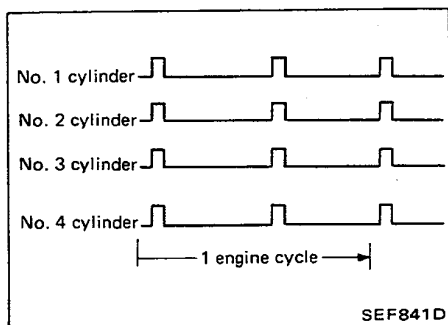 No. 1 cylinder
No. 2 cylinder
No. 3 cylinder
No. 4 cylinder
1 engine cycle
SEF841D